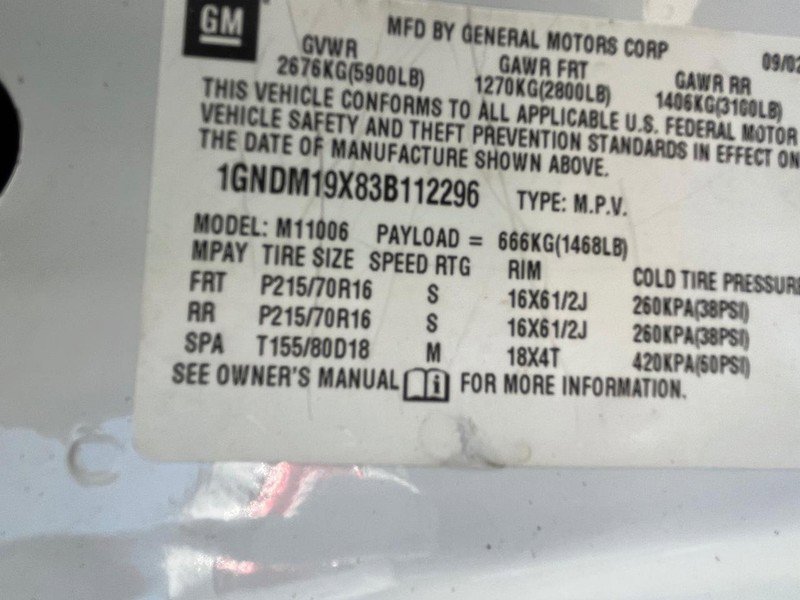 GM
MFD BY GENERAL MOTORS CORP 09/02
GVWR GAWR FRT GAWR RR
2676KG(5900LB) 1270KG(2800LB) 1406KG(3100LB)
THIS VEHICLE CONFORMS TO ALL APPLICABLE U.S. FEDERAL MOTOR
VEHICLE SAFETY AND THEFT PREVENTION STANDARDS IN EFFECT ON
THE DATE OF MANUFACTURE SHOWN ABOVE.
1GNDM19X83B112296 TYPE: M.P.V.
MODEL: M11006 PAYLOAD = 666KG(1468LB)
MPAY TIRE SIZE SPEED RTG RIM COLD TIRE PRESSURE
FRT P215/70R16 S 16X61/2J 260KPA(38PSI)
RR P215/70R16 S 16X61/2J 260KPA(38PSI)
SPA T155/80D18 M 18X4T 420KPA(60PSI)
SEE OWNER'S MANUAL i FOR MORE INFORMATION.